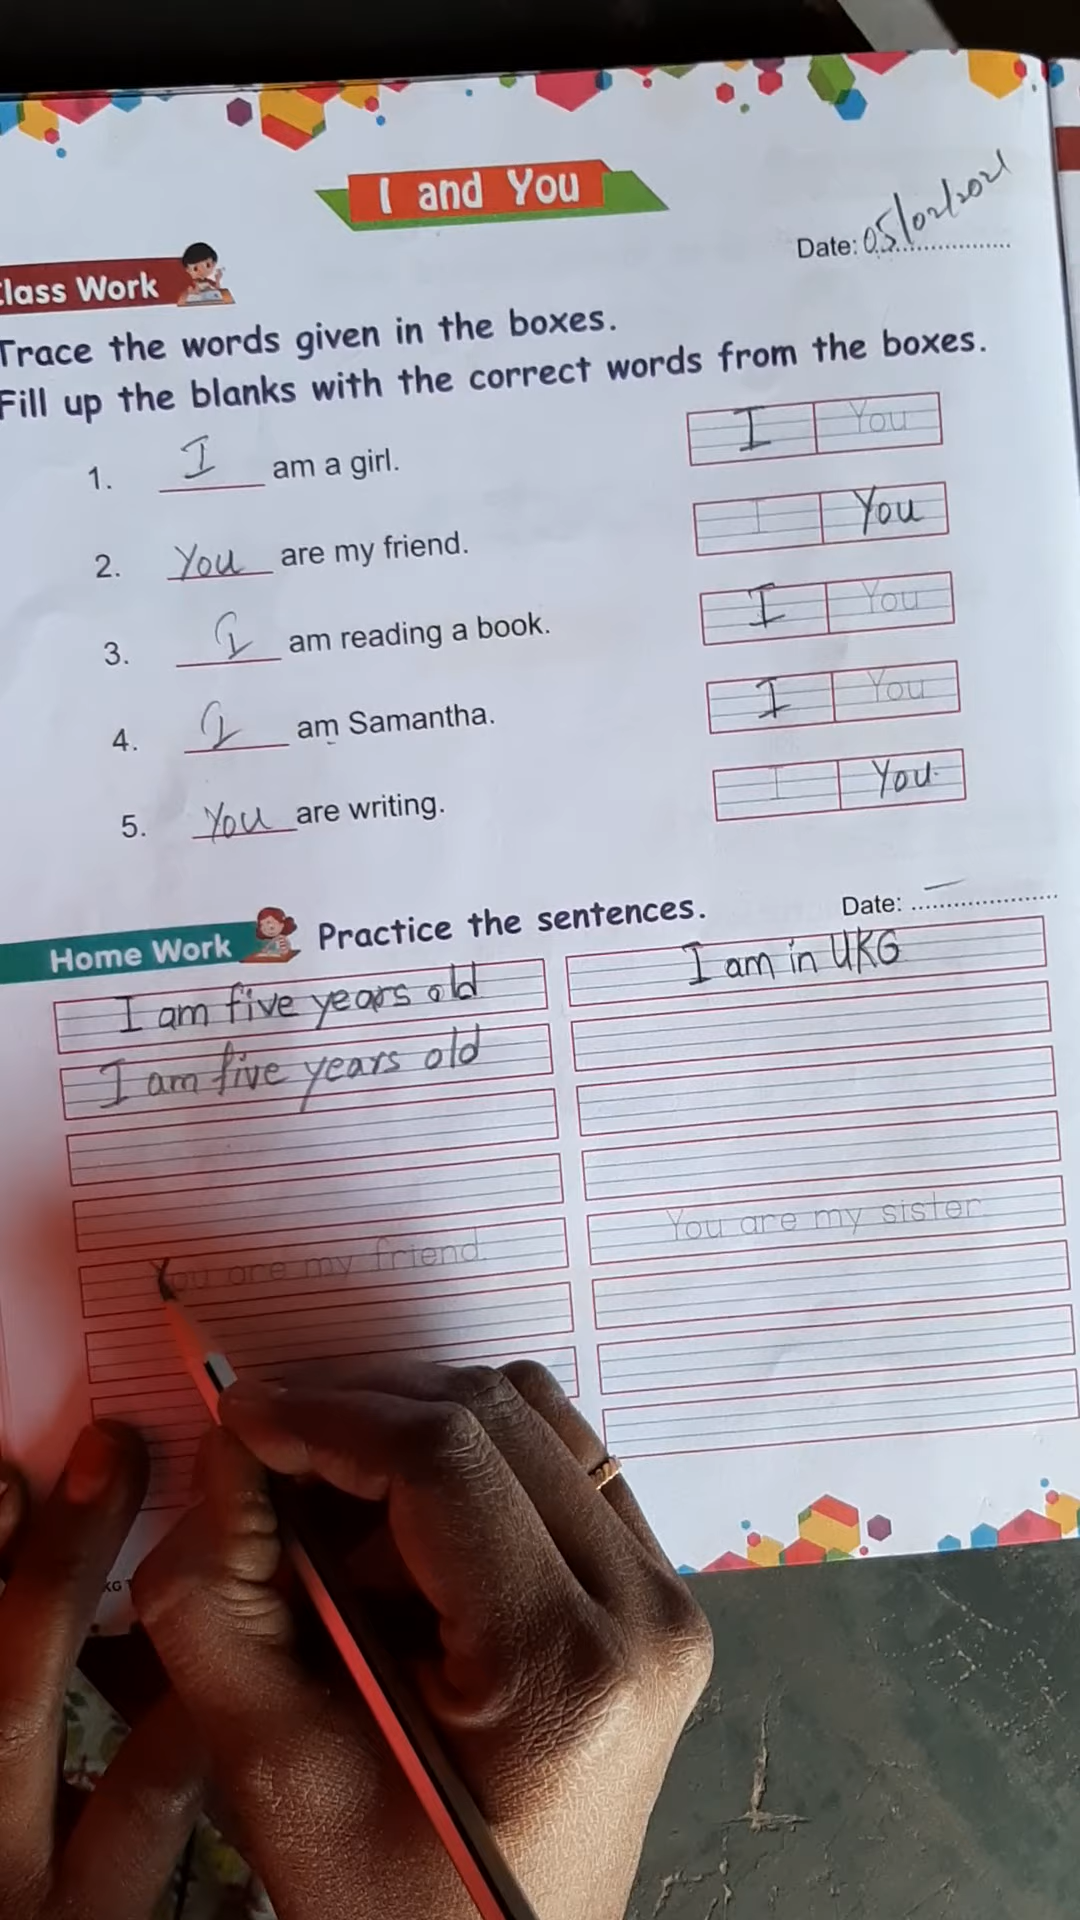 I and You
Date: 05/02/2021
Class Work
Trace the words given in the boxes.
Fill up the blanks with the correct words from the boxes.
1. I am a girl. I You
2. You are my friend. I You
3. I am reading a book. I You
4. I am Samantha. I You
5. You are writing. I You
Home Work Practice the sentences. Date:
I am five years old
I am in UKG
I am five years old
You are my friend.
You are my sister.
KG